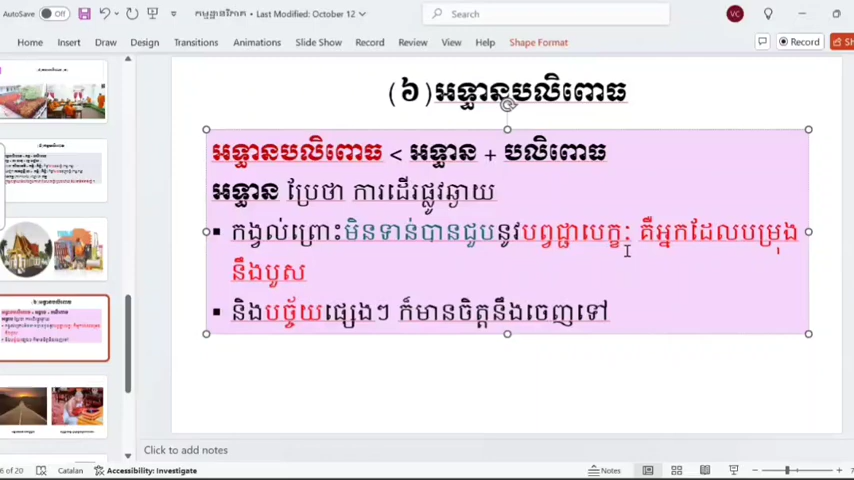 AutoSave Off កម្មដ្ឋានវិភាគ • Last Modified: October 12 Search VC
Home Insert Draw Design Transitions Animations Slide Show Record Review View Help Shape Format Record
(៦)អទ្ធានបលិពោធ
អទ្ធានបលិពោធ < អទ្ធាន + បលិពោធ
អទ្ធាន ប្រែថា ការដើរផ្លូវឆ្ងាយ
▪ កង្វល់ព្រោះមិនទាន់បានជួបនូវបព្វជ្ជាបេក្ខៈ គឺអ្នកដែលបម្រុង
នឹងបួស
▪ និងបច្ច័យផ្សេងៗ ក៏មានចិត្តនឹងចេញទៅ
Click to add notes
6 of 20 Catalan Accessibility: Investigate Notes